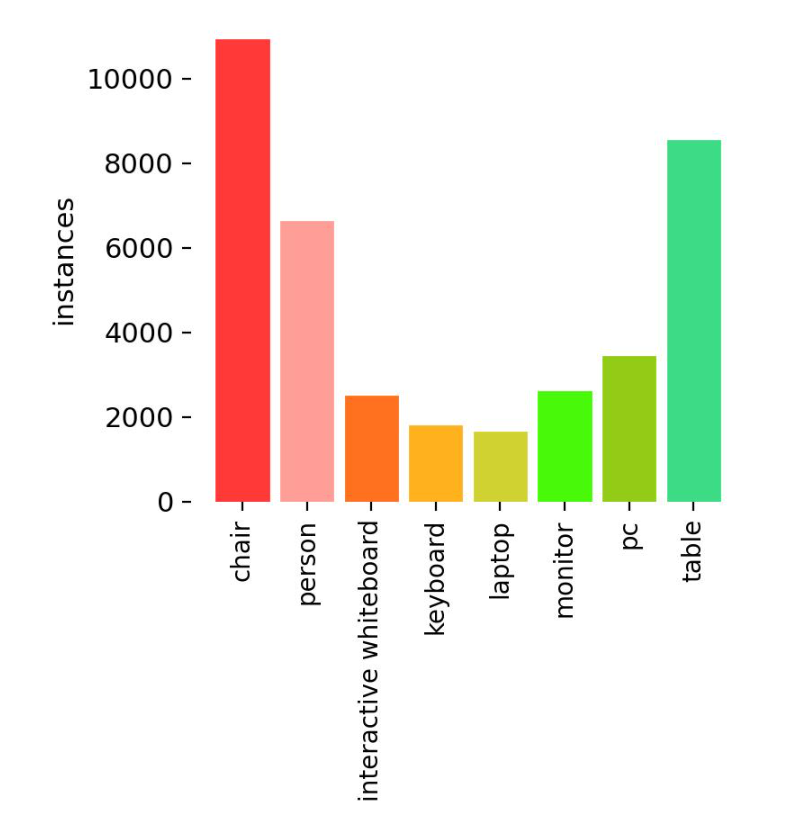 10000
8000
6000
4000
2000
0
instances
chair
person
interactive whiteboard
keyboard
laptop
monitor
pc
table